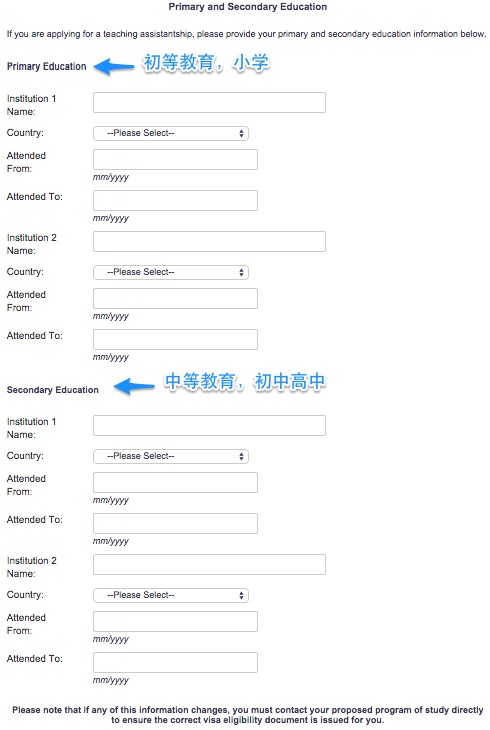 Primary and Secondary Education
If you are applying for a teaching assistantship, please provide your primary and secondary education information below.
Primary Education
初等教育，小学
Institution 1
Name:
Country:
--Please Select--
Attended
From:
mm/yyyy
Attended To:
mm/yyyy
Institution 2
Name:
Country:
--Please Select--
Attended
From:
mm/yyyy
Attended To:
mm/yyyy
Secondary Education
中等教育，初中高中
Institution 1
Name:
Country:
--Please Select--
Attended
From:
mm/yyyy
Attended To:
mm/yyyy
Institution 2
Name:
Country:
--Please Select--
Attended
From:
mm/yyyy
Attended To:
mm/yyyy
Please note that if any of this information changes, you must contact your proposed program of study directly
to ensure the correct visa eligibility document is issued for you.